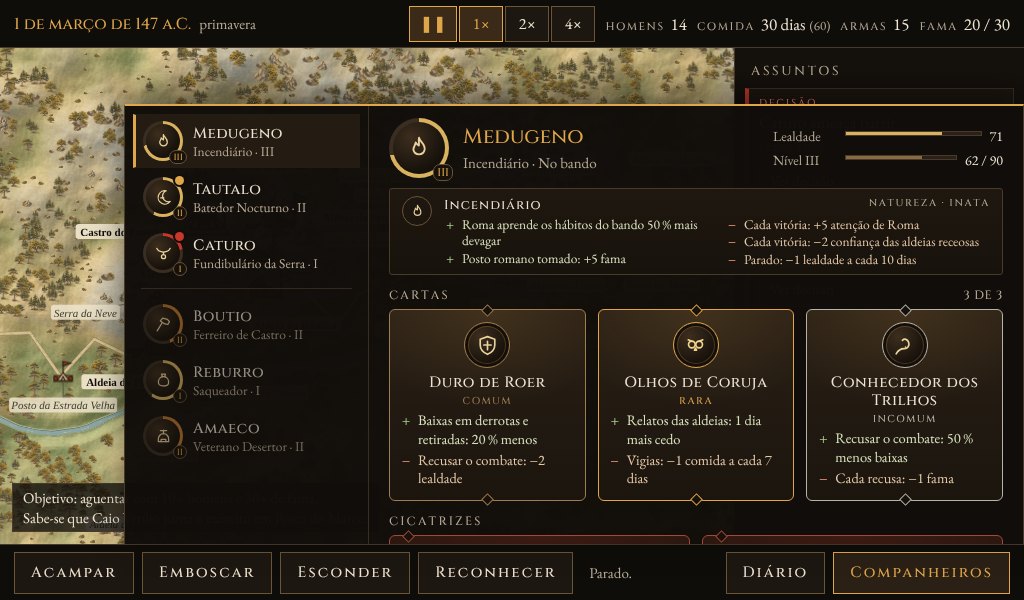 1 DE MARÇO DE 147 A.C. primavera
1× 2× 4×
HOMENS 14 COMIDA 30 dias (60) ARMAS 15 FAMA 20 / 30
ASSUNTOS
DECISÃO
MEDUGENO
Incendiário · III
III
TAUTALO
Batedor Nocturno · II
II
CATURO
Fundibulário da Serra · I
I
BOUTIO
Ferreiro de Castro · II
II
REBURRO
Saqueador · I
I
AMAECO
Veterano Desertor · II
II
MEDUGENO
Incendiário · No bando
III
Lealdade 71
Nível III 62 / 90
INCENDIÁRIO
NATUREZA · INATA
+ Roma aprende os hábitos do bando 50 % mais
devagar
+ Posto romano tomado: +5 fama
– Cada vitória: +5 atenção de Roma
– Cada vitória: −2 confiança das aldeias receosas
– Parado: −1 lealdade a cada 10 dias
CARTAS
3 DE 3
DURO DE ROER
COMUM
+ Baixas em derrotas e
retiradas: 20 % menos
– Recusar o combate: −2
lealdade
OLHOS DE CORUJA
RARA
+ Relatos das aldeias: 1 dia
mais cedo
– Vigias: −1 comida a cada 7
dias
CONHECEDOR DOS
TRILHOS
INCOMUM
+ Recusar o combate: 50 %
menos baixas
– Cada recusa: −1 fama
CICATRIZES
Castro do
Serra da Neve
Aldeia d
Posto da Estrada Velha
Objetivo: aguenta
Sabe-se que Caio
ACAMPAR
EMBOSCAR
ESCONDER
RECONHECER
Parado.
DIÁRIO
COMPANHEIROS